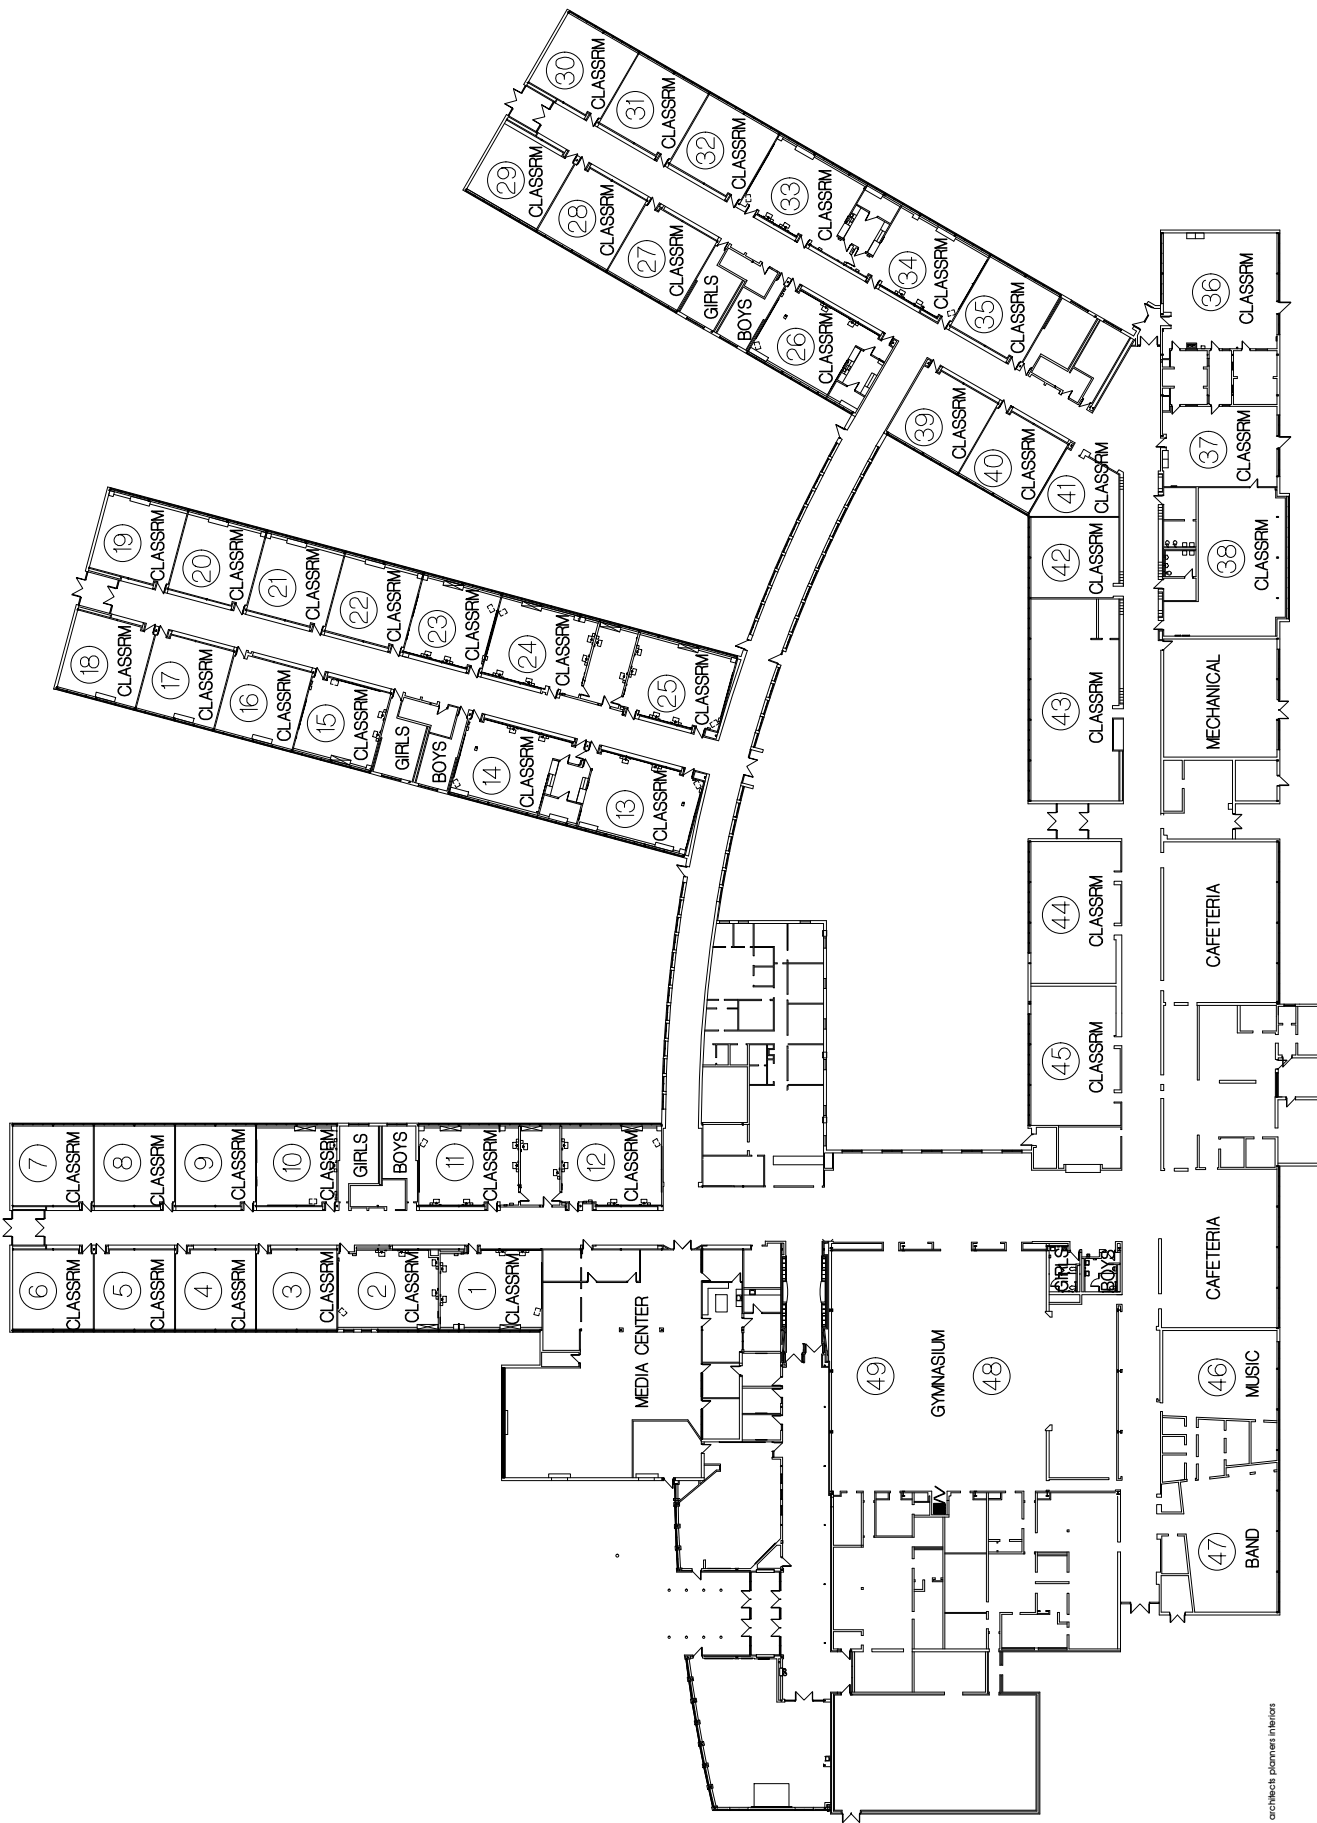 30
CLASSRM
31
CLASSRM
32
CLASSRM
33
CLASSRM
34
CLASSRM
35
CLASSRM
29
CLASSRM
28
CLASSRM
27
CLASSRM
GIRLS
BOYS
26
CLASSRM
36
CLASSRM
37
CLASSRM
38
CLASSRM
39
CLASSRM
40
CLASSRM
41
CLASSRM
42
CLASSRM
43
CLASSRM
MECHANICAL
19
CLASSRM
20
CLASSRM
21
CLASSRM
22
CLASSRM
23
CLASSRM
24
CLASSRM
25
CLASSRM
18
CLASSRM
17
CLASSRM
16
CLASSRM
15
CLASSRM
GIRLS
BOYS
14
CLASSRM
13
CLASSRM
44
CLASSRM
CAFETERIA
45
CLASSRM
7
CLASSRM
8
CLASSRM
9
CLASSRM
10
CLASSRM
GIRLS
BOYS
11
CLASSRM
12
CLASSRM
6
CLASSRM
5
CLASSRM
4
CLASSRM
3
CLASSRM
2
CLASSRM
1
CLASSRM
MEDIA CENTER
GIRLS
BOYS
CAFETERIA
49
GYMNASIUM
48
46
MUSIC
47
BAND
architects planners interiors